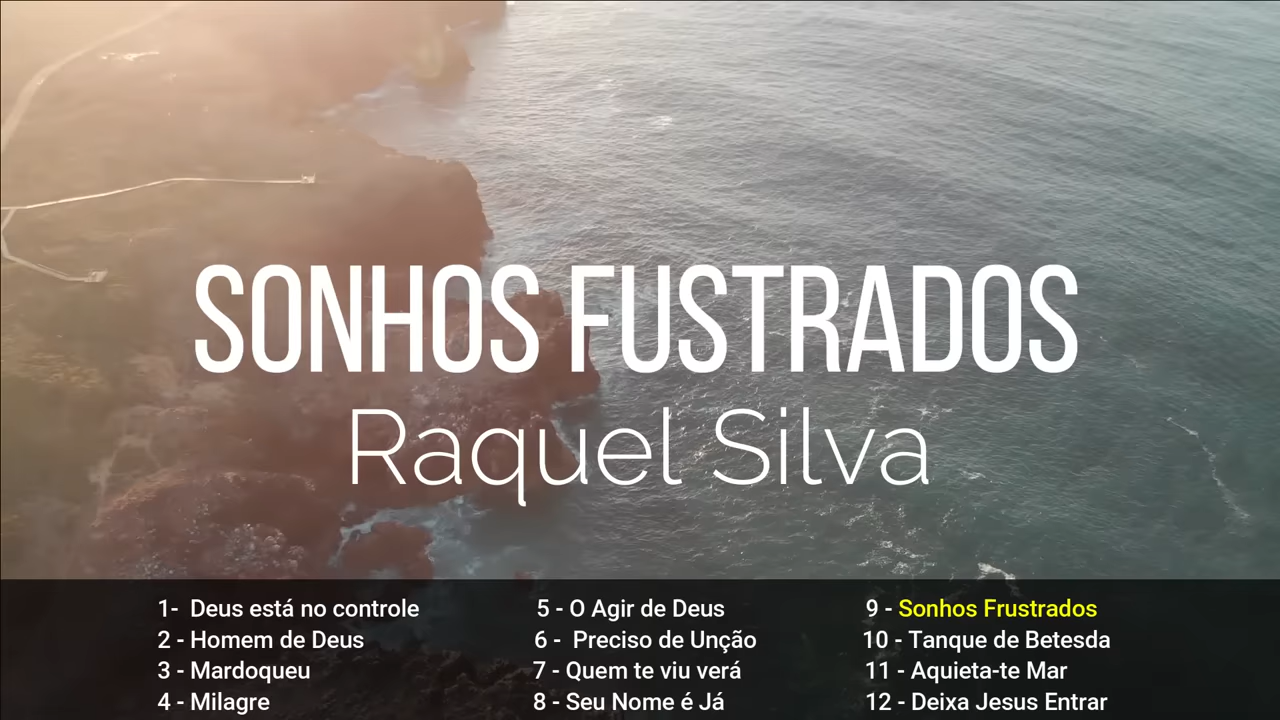 SONHOS FUSTRADOS
Raquel Silva
1- Deus está no controle
2 - Homem de Deus
3 - Mardoqueu
4 - Milagre
5 - O Agir de Deus
6 - Preciso de Unção
7 - Quem te viu verá
8 - Seu Nome é Já
9 - Sonhos Frustrados
10 - Tanque de Betesda
11 - Aquieta-te Mar
12 - Deixa Jesus Entrar